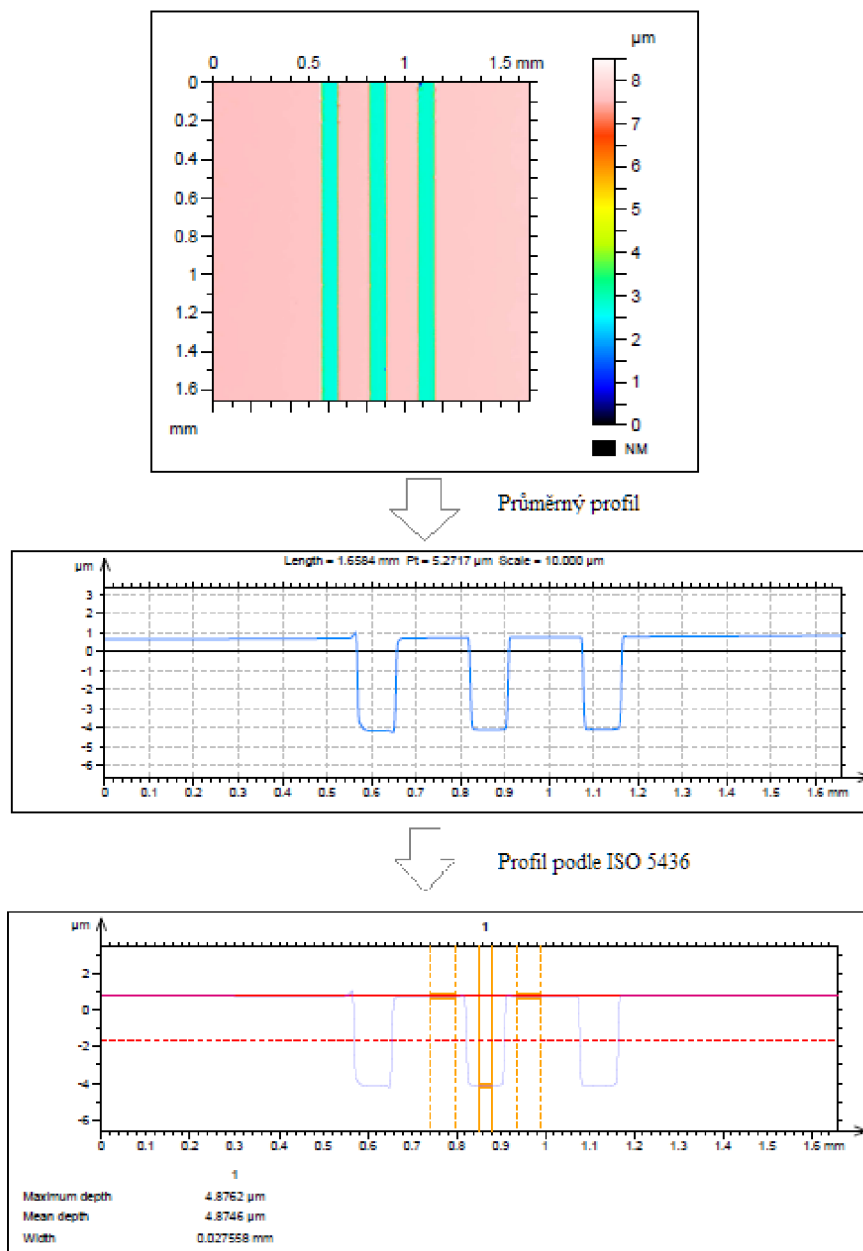 µm
0 0.5 1 1.5 mm
0
0.2
0.4
0.6
0.8
1
1.2
1.4
1.6
mm
8
7
6
5
4
3
2
1
0
NM
Průměrný profil
Length = 1.6584 mm Pt = 5.2717 µm Scale = 10.000 µm
µm
3
2
1
0
-1
-2
-3
-4
-5
-6
0 0.1 0.2 0.3 0.4 0.5 0.6 0.7 0.8 0.9 1 1.1 1.2 1.3 1.4 1.5 1.6 mm
Profil podle ISO 5436
µm
1
2
0
-2
-4
-6
0 0.1 0.2 0.3 0.4 0.5 0.6 0.7 0.8 0.9 1 1.1 1.2 1.3 1.4 1.5 1.6 mm
1
Maximum depth 4.8762 µm
Mean depth 4.8746 µm
Width 0.027558 mm